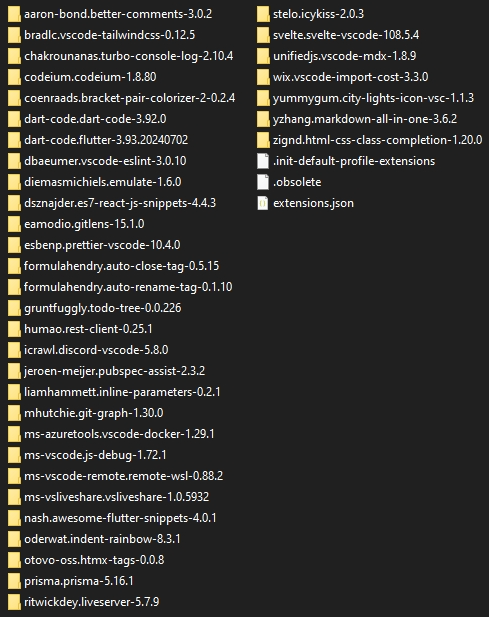 aaron-bond.better-comments-3.0.2
bradlc.vscode-tailwindcss-0.12.5
chakrounanas.turbo-console-log-2.10.4
codeium.codeium-1.8.80
coenraads.bracket-pair-colorizer-2-0.2.4
dart-code.dart-code-3.92.0
dart-code.flutter-3.93.20240702
dbaeumer.vscode-eslint-3.0.10
diemasmichiels.emulate-1.6.0
dsznajder.es7-react-js-snippets-4.4.3
eamodio.gitlens-15.1.0
esbenp.prettier-vscode-10.4.0
formulahendry.auto-close-tag-0.5.15
formulahendry.auto-rename-tag-0.1.10
gruntfuggly.todo-tree-0.0.226
humao.rest-client-0.25.1
icrawl.discord-vscode-5.8.0
jeroen-meijer.pubspec-assist-2.3.2
liamhammett.inline-parameters-0.2.1
mhutchie.git-graph-1.30.0
ms-azuretools.vscode-docker-1.29.1
ms-vscode.js-debug-1.72.1
ms-vscode-remote.remote-wsl-0.88.2
ms-vsliveshare.vsliveshare-1.0.5932
nash.awesome-flutter-snippets-4.0.1
oderwat.indent-rainbow-8.3.1
otovo-oss.htmx-tags-0.0.8
prisma.prisma-5.16.1
ritwickdey.liveserver-5.7.9
stelo.icykiss-2.0.3
svelte.svelte-vscode-108.5.4
unifiedjs.vscode-mdx-1.8.9
wix.vscode-import-cost-3.3.0
yummygum.city-lights-icon-vsc-1.1.3
yzhang.markdown-all-in-one-3.6.2
zignd.html-css-class-completion-1.20.0
.init-default-profile-extensions
.obsolete
extensions.json